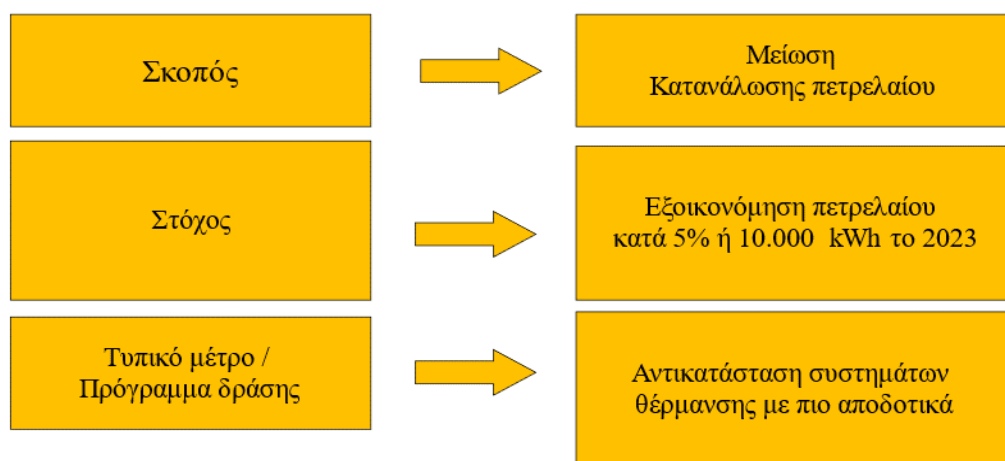 Σκοπός
Μείωση
Κατανάλωσης πετρελαίου
Στόχος
Εξοικονόμηση πετρελαίου
κατά 5% ή 10.000 kWh το 2023
Τυπικό μέτρο /
Πρόγραμμα δράσης
Αντικατάσταση συστημάτων
θέρμανσης με πιο αποδοτικά